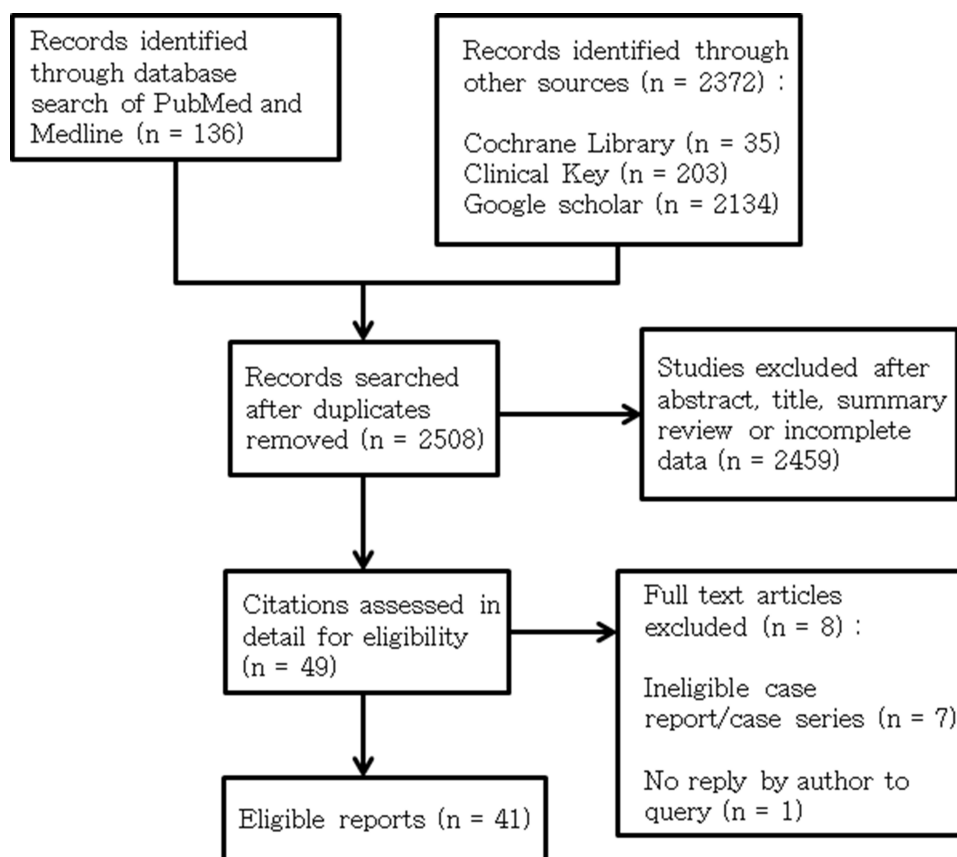 Records identified
through database
search of PubMed and
Medline (n = 136)
Records identified through
other sources (n = 2372) :
Cochrane Library (n = 35)
Clinical Key (n = 203)
Google scholar (n = 2134)
Records searched
after duplicates
removed (n = 2508)
Studies excluded after
abstract, title, summary
review or incomplete
data (n = 2459)
Citations assessed in
detail for eligibility
(n = 49)
Full text articles
excluded (n = 8) :
Ineligible case
report/case series (n = 7)
No reply by author to
query (n = 1)
Eligible reports (n = 41)